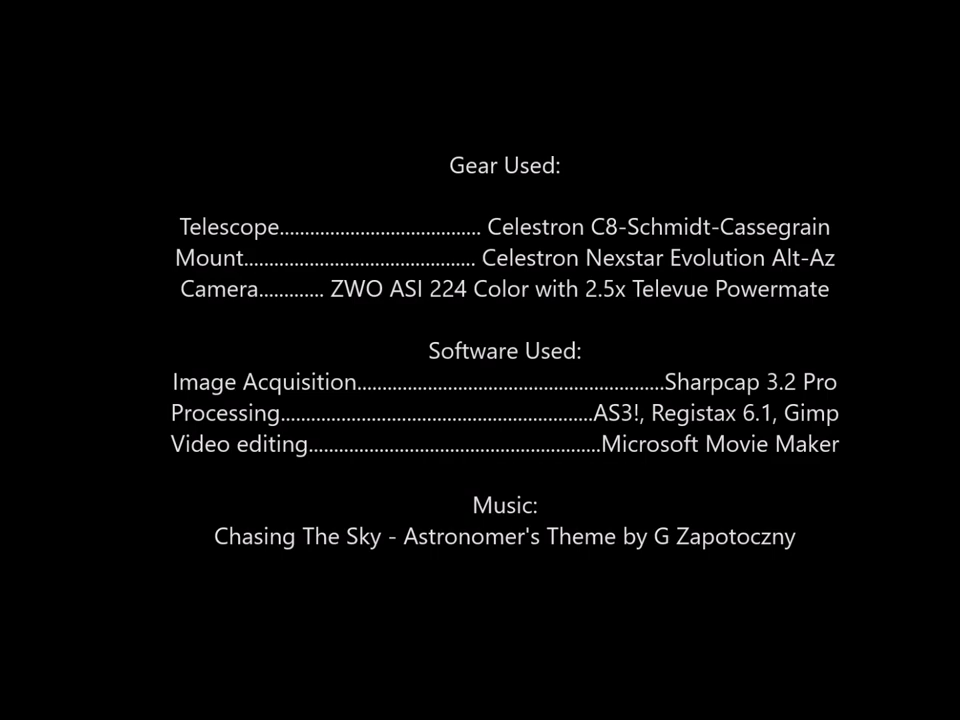 Gear Used:
Telescope........................................ Celestron C8-Schmidt-Cassegrain
Mount.............................................. Celestron Nexstar Evolution Alt-Az
Camera............. ZWO ASI 224 Color with 2.5x Televue Powermate
Software Used:
Image Acquisition.............................................................Sharpcap 3.2 Pro
Processing..............................................................AS3!, Registax 6.1, Gimp
Video editing..........................................................Microsoft Movie Maker
Music:
Chasing The Sky - Astronomer's Theme by G Zapotoczny